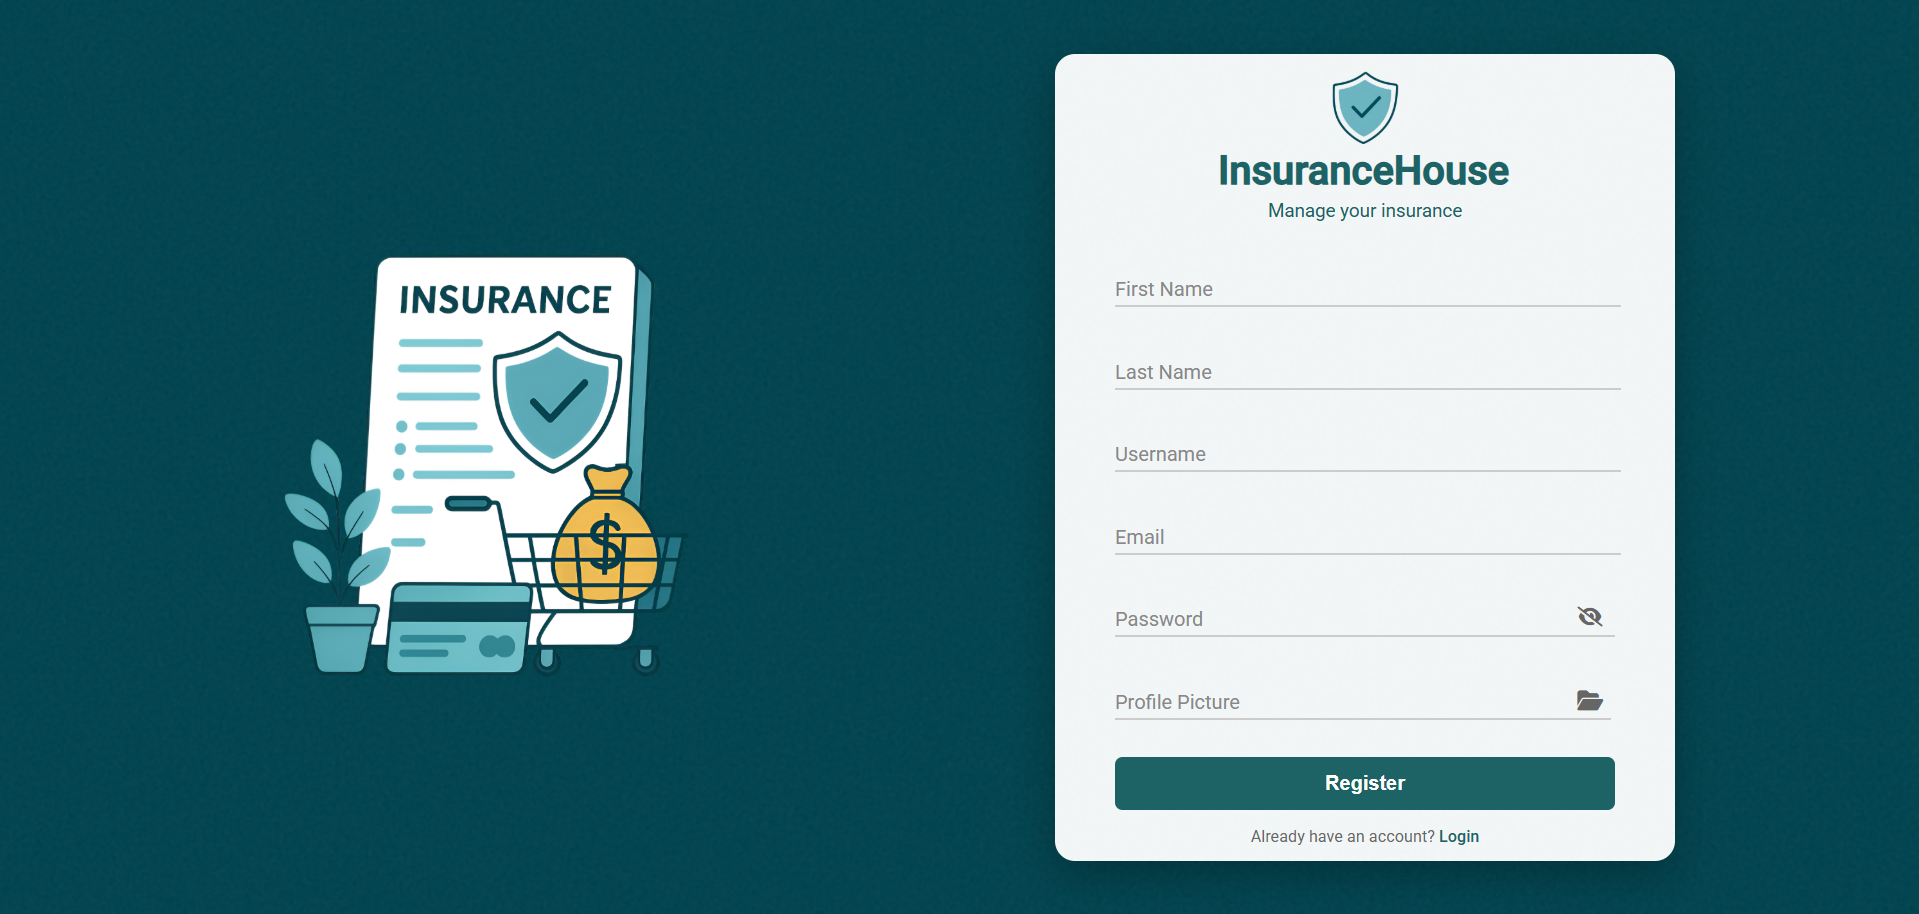 INSURANCE
$
InsuranceHouse
Manage your insurance
First Name
Last Name
Username
Email
Password
Profile Picture
Register
Already have an account? Login